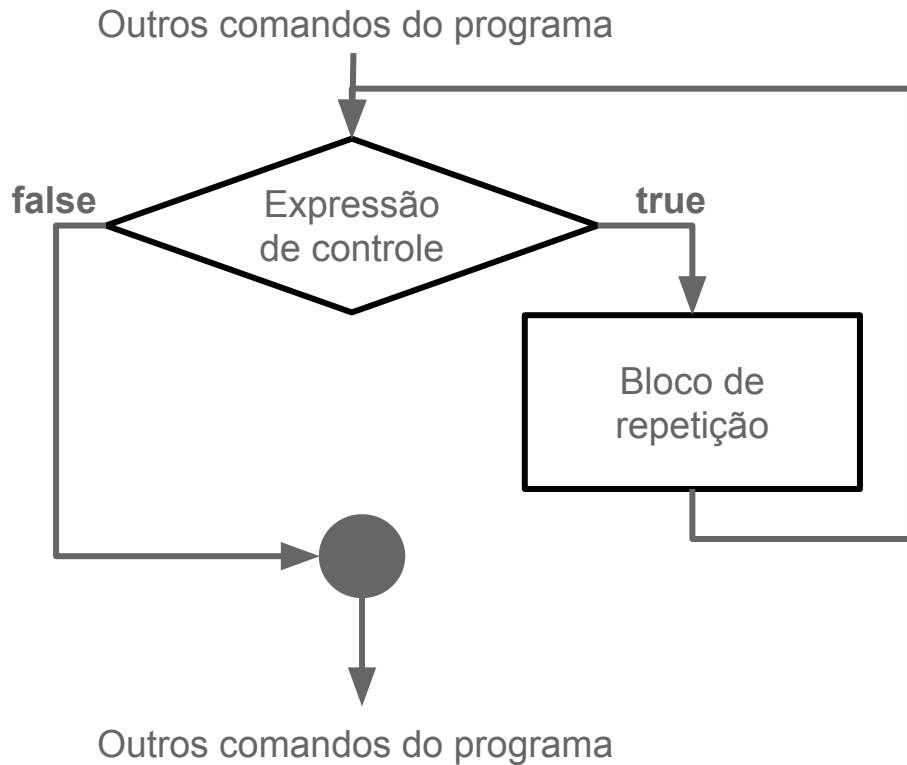 Outros comandos do programa
false
Expressão
de controle
true
Bloco de
repetição
Outros comandos do programa